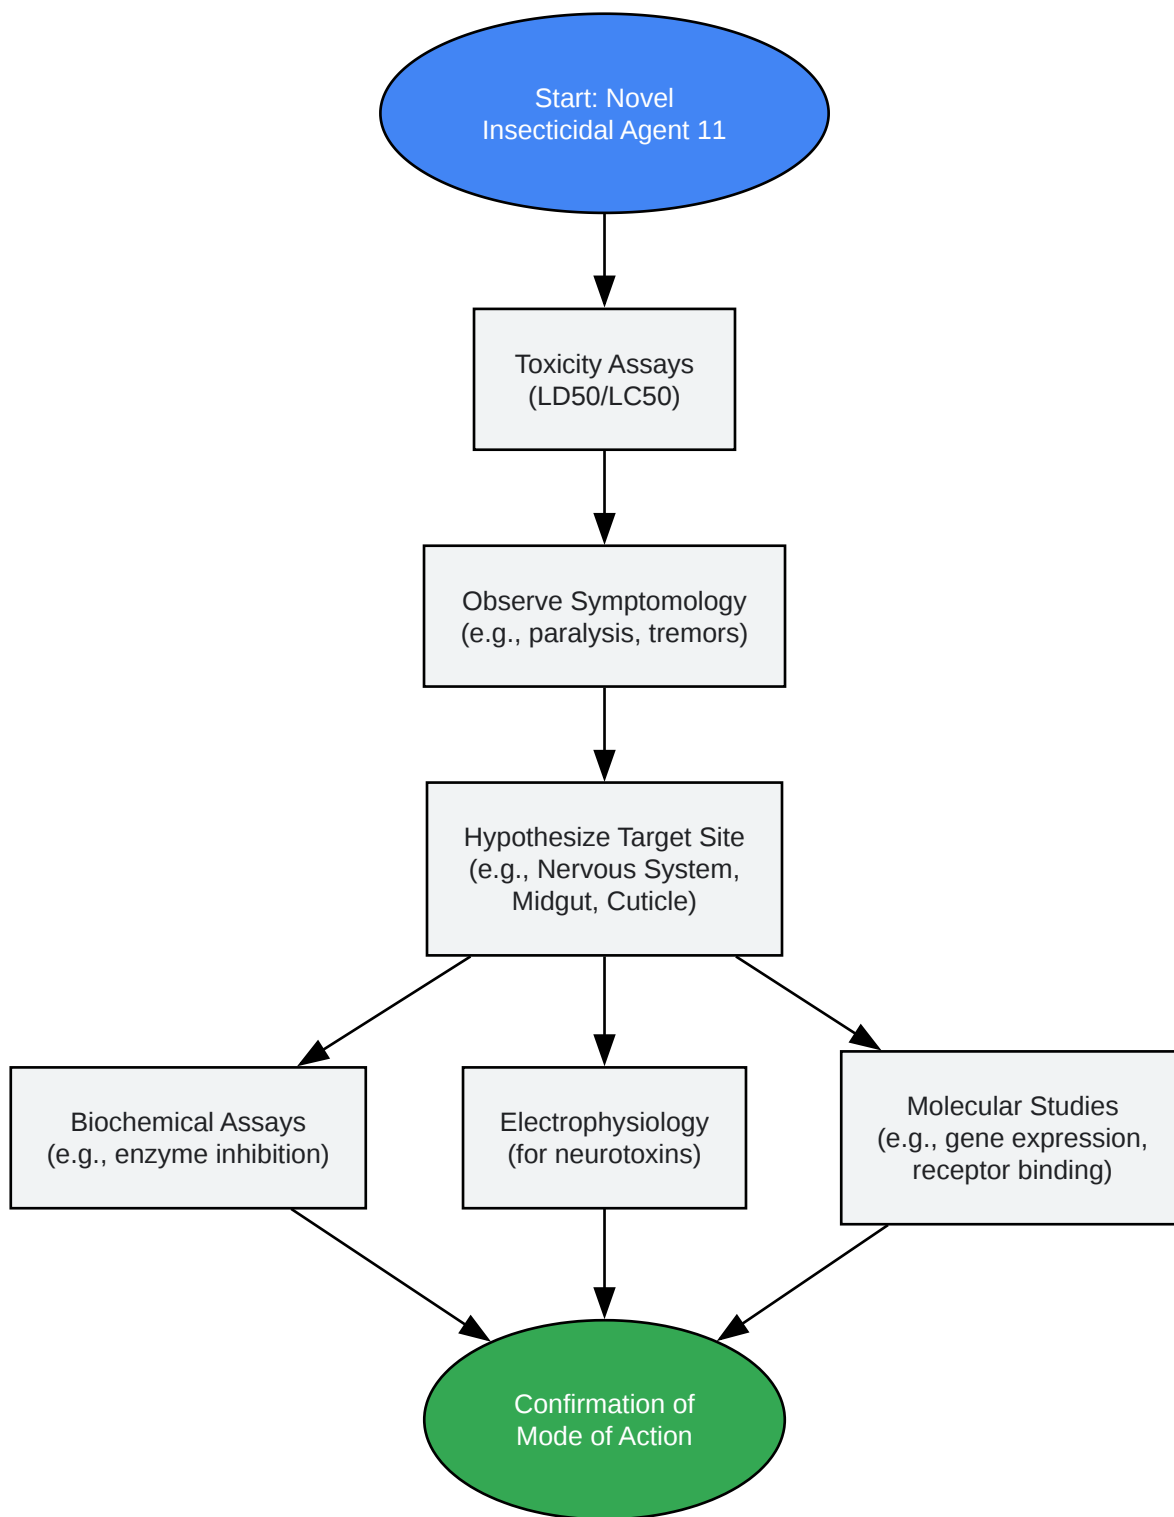 Start: Novel
Insecticidal Agent 11
Toxicity Assays
(LD50/LC50)
Observe Symptomology
(e.g., paralysis, tremors)
Hypothesize Target Site
(e.g., Nervous System,
Midgut, Cuticle)
Biochemical Assays
(e.g., enzyme inhibition)
Electrophysiology
(for neurotoxins)
Molecular Studies
(e.g., gene expression,
receptor binding)
Confirmation of
Mode of Action